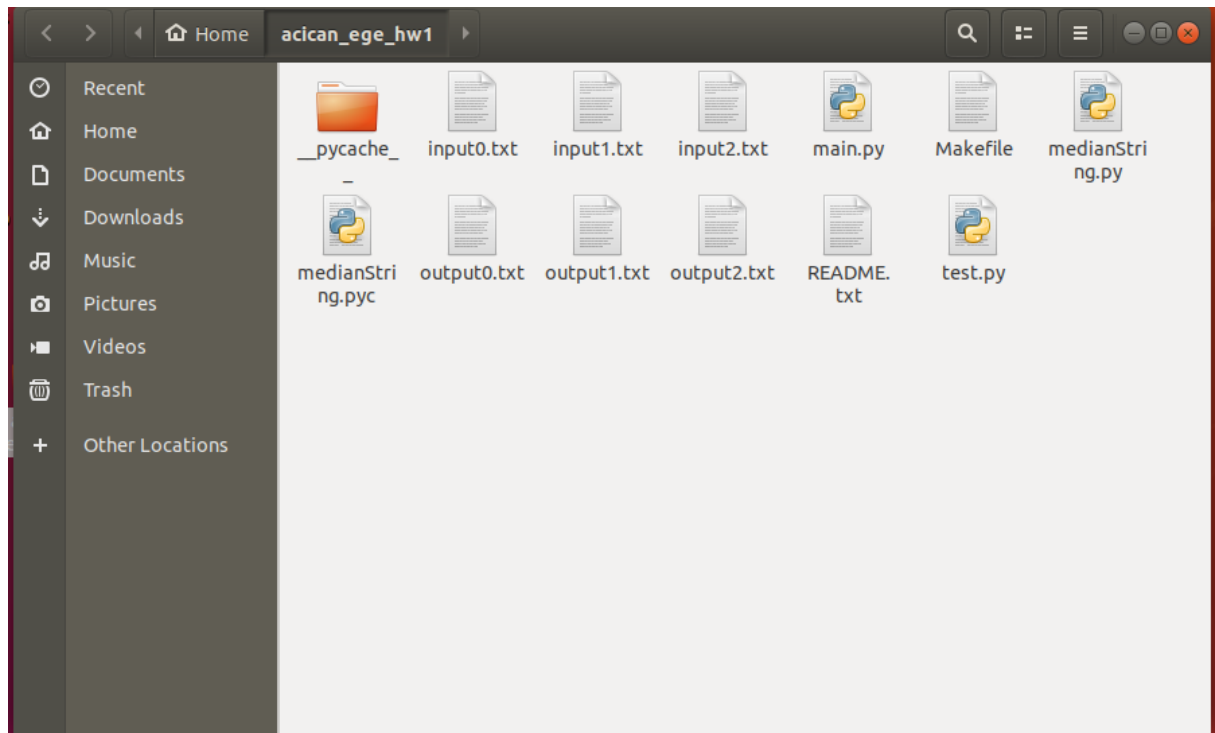 Home acican_ege_hw1
Recent
Home
Documents
Downloads
Music
Pictures
Videos
Trash
Other Locations
__pycache_ input0.txt input1.txt input2.txt main.py Makefile medianStri
_ ng.py
medianStri output0.txt output1.txt output2.txt README. test.py
ng.pyc txt